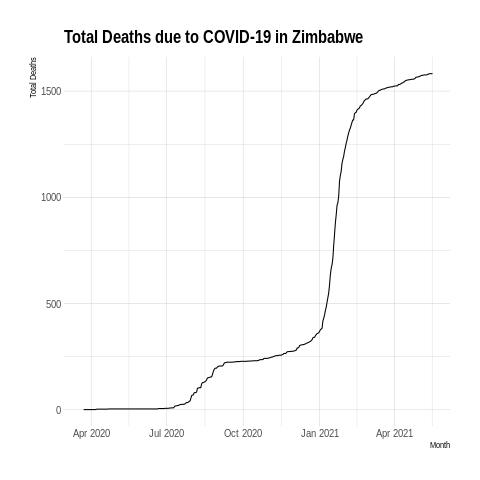 Total Deaths due to COVID-19 in Zimbabwe
Total Deaths
1500
1000
500
0
Apr 2020 Jul 2020 Oct 2020 Jan 2021 Apr 2021
Month